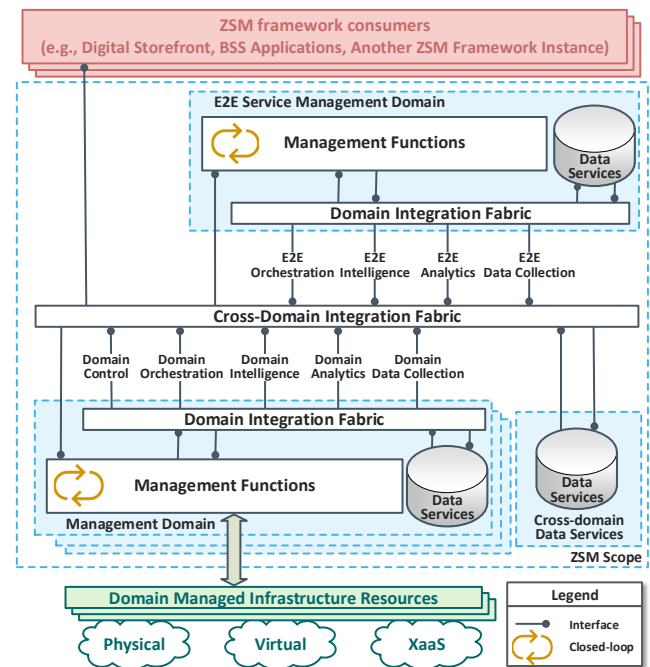 ZSM framework consumers
(e.g., Digital Storefront, BSS Applications, Another ZSM Framework Instance)
E2E Service Management Domain
Management Functions
Data
Services
Domain Integration Fabric
E2E
Orchestration
E2E
Intelligence
E2E
Analytics
E2E
Data Collection
Cross-Domain Integration Fabric
Domain
Control
Domain
Orchestration
Domain
Intelligence
Domain
Analytics
Domain
Data Collection
Domain Integration Fabric
Management Functions
Data
Services
Management Domain
Data
Services
Cross-domain
Data Services
ZSM Scope
Domain Managed Infrastructure Resources
Physical
Virtual
XaaS
Legend
Interface
Closed-loop